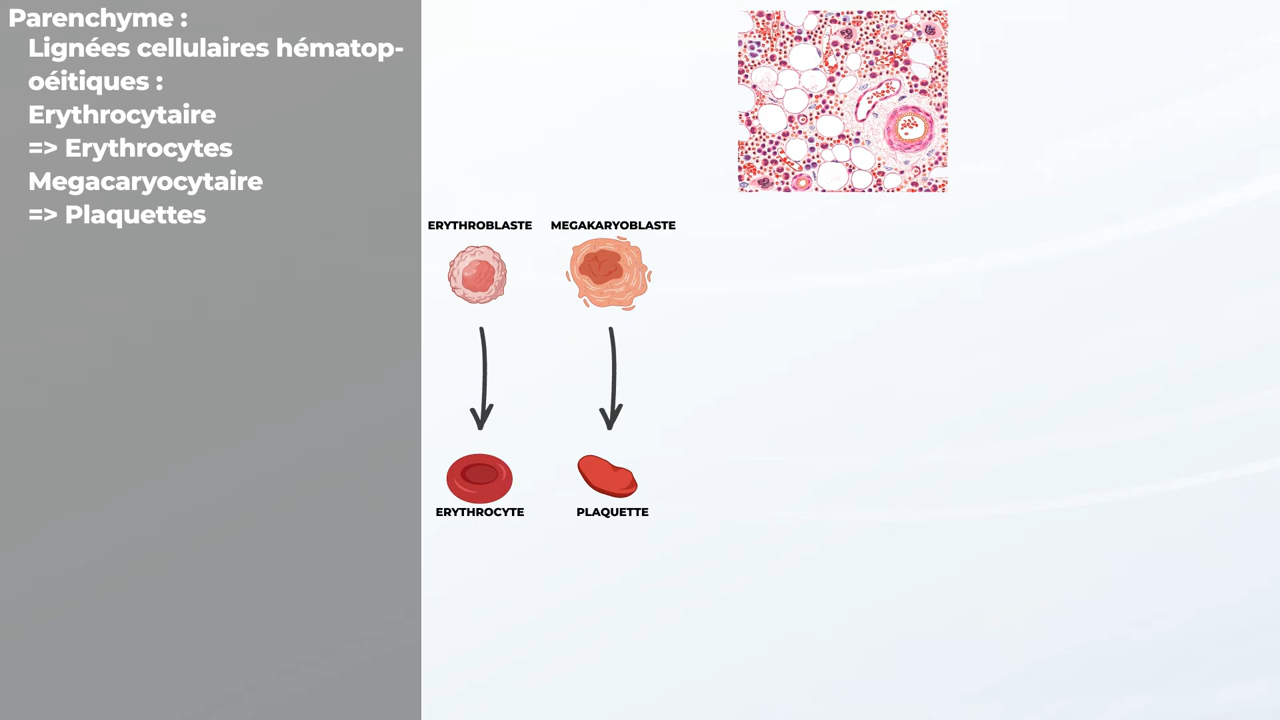 Parenchyme :
Lignées cellulaires hématop-
oéitiques :
Erythrocytaire
=> Erythrocytes
Megacaryocytaire
=> Plaquettes
ERYTHROBLASTE
MEGAKARYOBLASTE
ERYTHROCYTE
PLAQUETTE